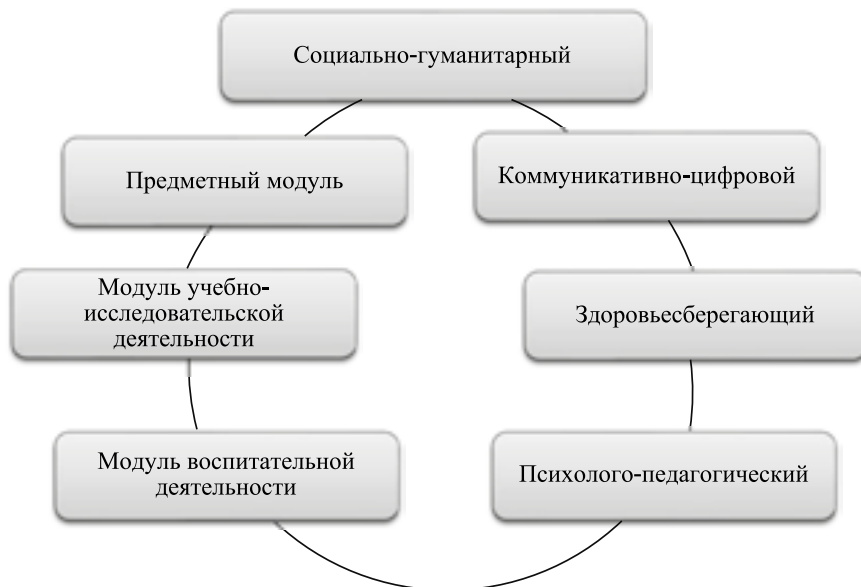 Социально-гуманитарный
Предметный модуль
Коммуникативно-цифровой
Модуль учебно-
исследовательской
деятельности
Здоровьесберегающий
Модуль воспитательной
деятельности
Психолого-педагогический